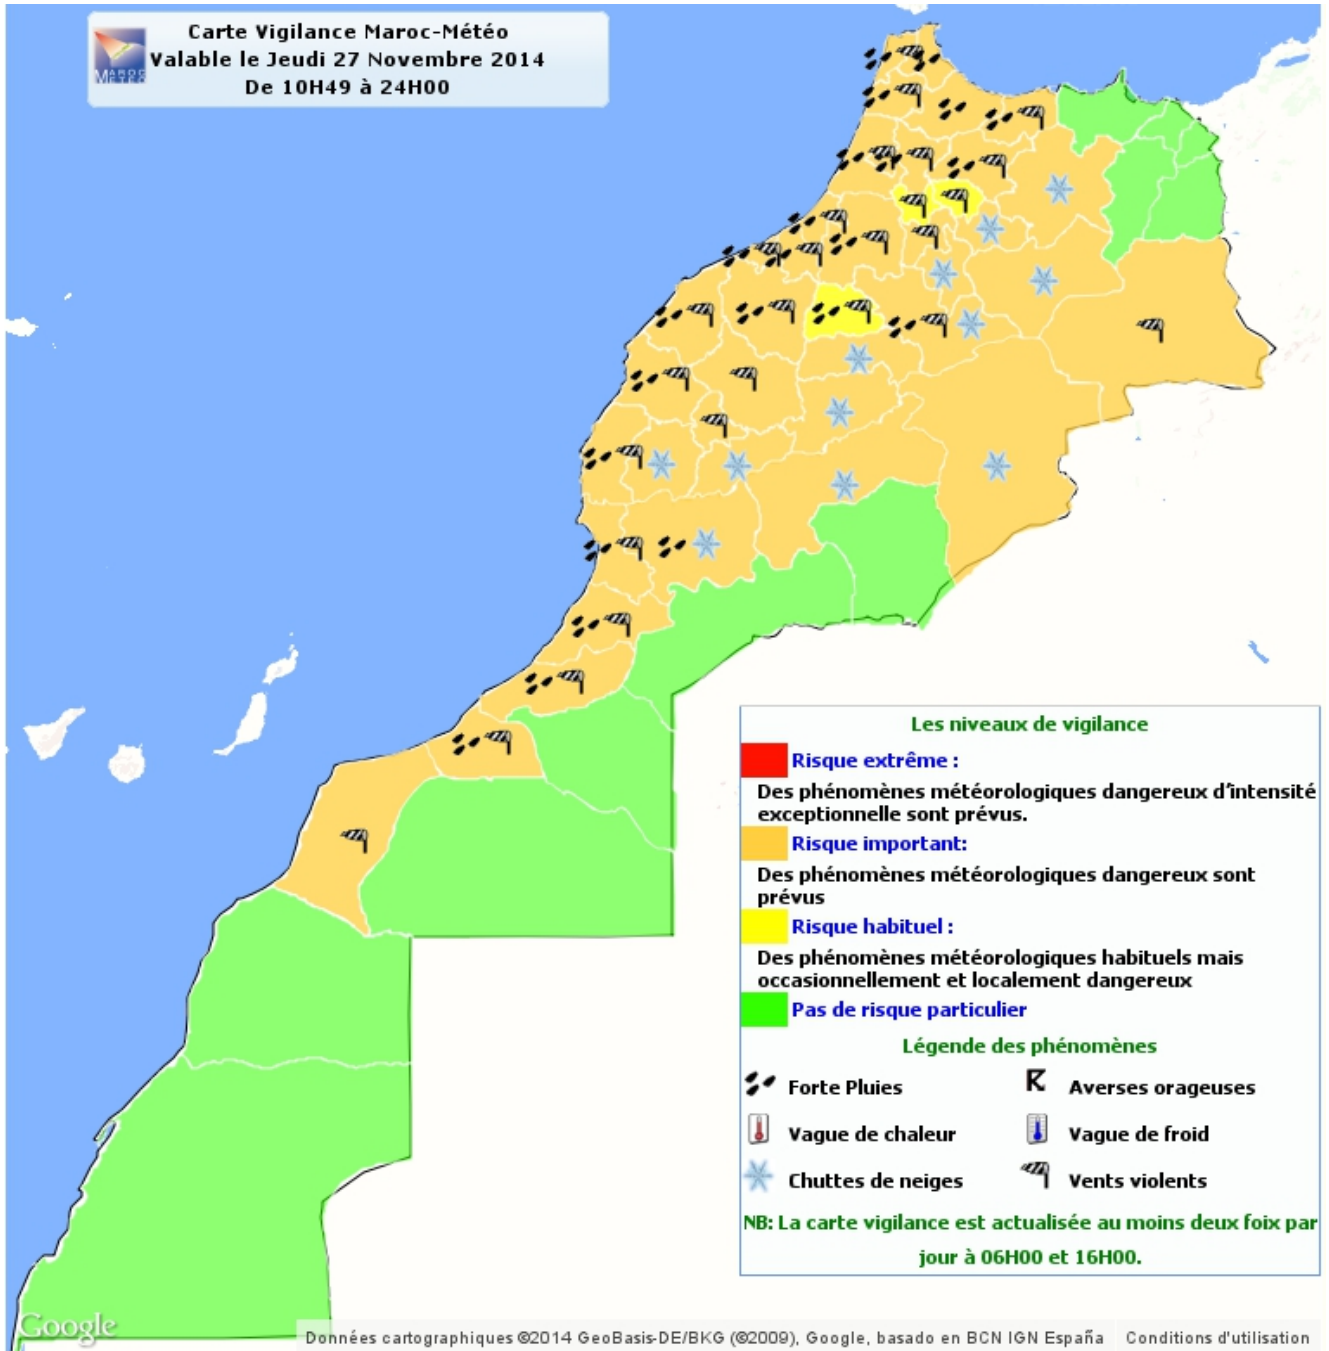 Carte Vigilance Maroc-Météo
Valable le Jeudi 27 Novembre 2014
De 10H49 à 24H00
MAROC
METEO
Les niveaux de vigilance
Risque extrême :
Des phénomènes météorologiques dangereux d'intensité
exceptionnelle sont prévus.
Risque important:
Des phénomènes météorologiques dangereux sont
prévus
Risque habituel :
Des phénomènes météorologiques habituels mais
occasionnellement et localement dangereux
Pas de risque particulier
Légende des phénomènes
Forte Pluies
Averses orageuses
Vague de chaleur
Vague de froid
Chuttes de neiges
Vents violents
NB: La carte vigilance est actualisée au moins deux foix par
jour à 06H00 et 16H00.
Google
Données cartographiques ©2014 GeoBasis-DE/BKG (©2009), Google, basado en BCN IGN España
Conditions d'utilisation